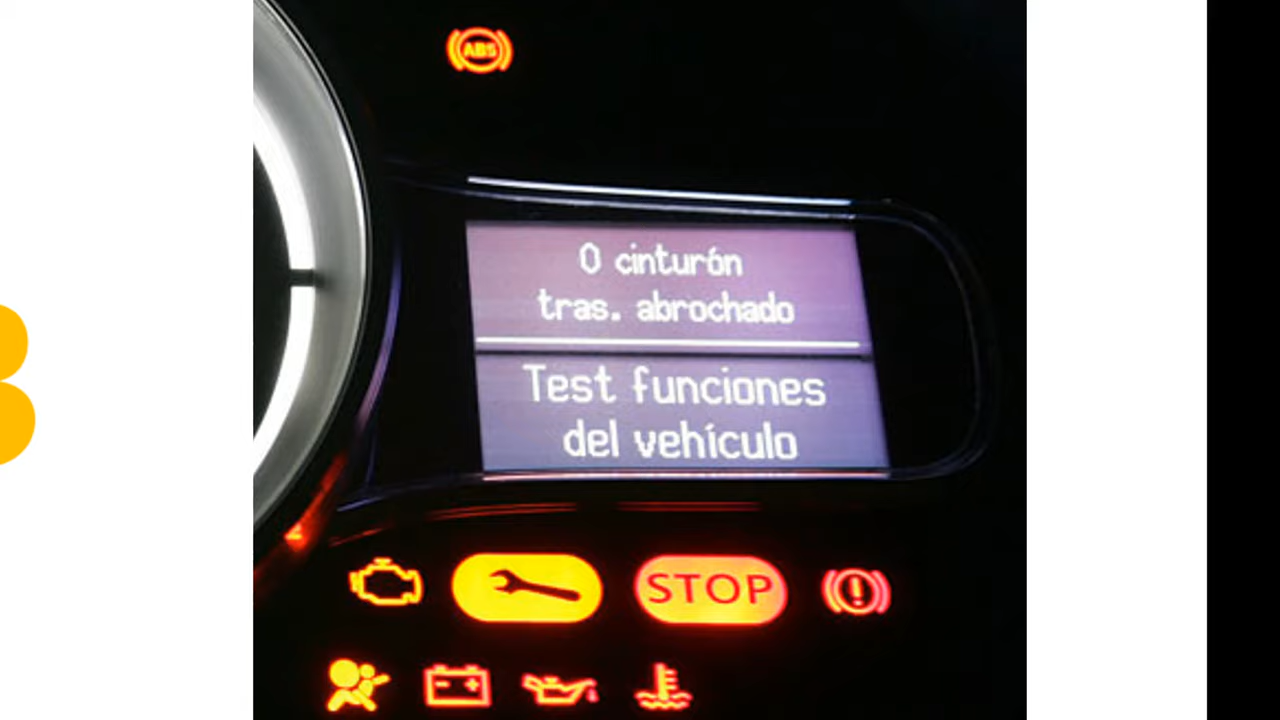 ABS
0 cinturón
tras. abrochado
Test funciones
del vehículo
STOP